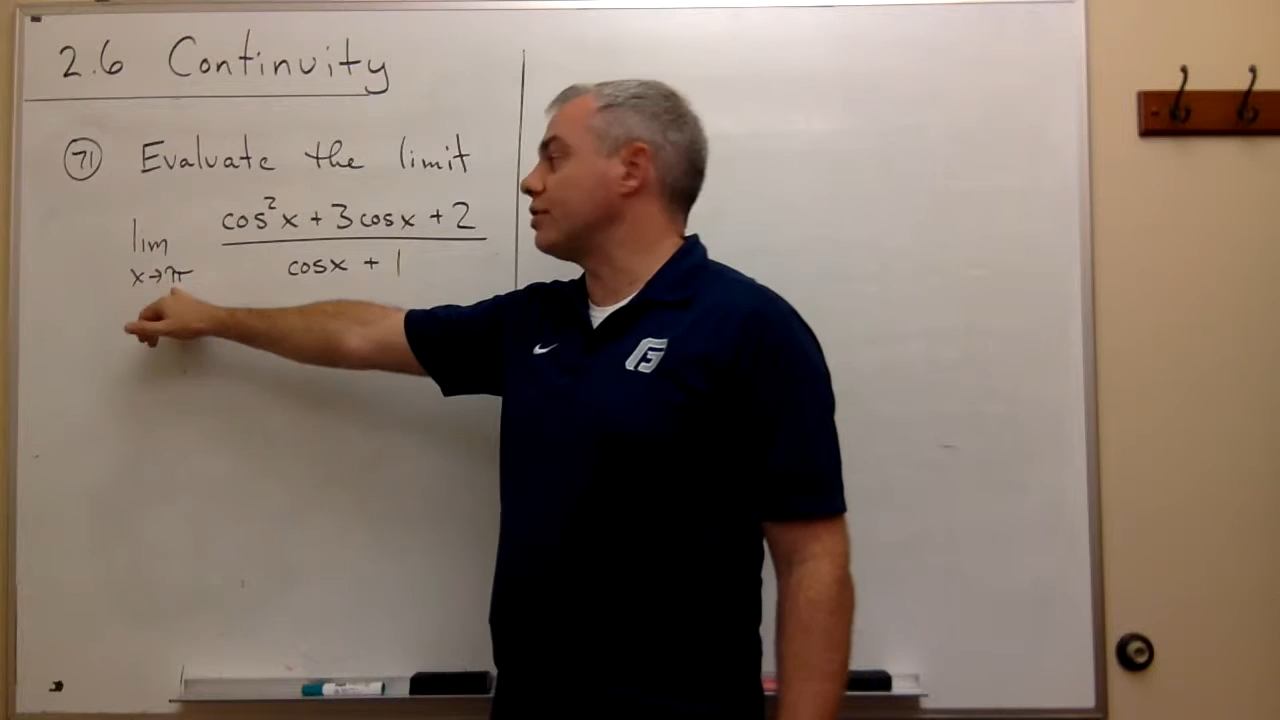 2.6 Continuity
71 Evaluate the limit
lim x→π cos²x + 3cosx + 2
cosx + 1